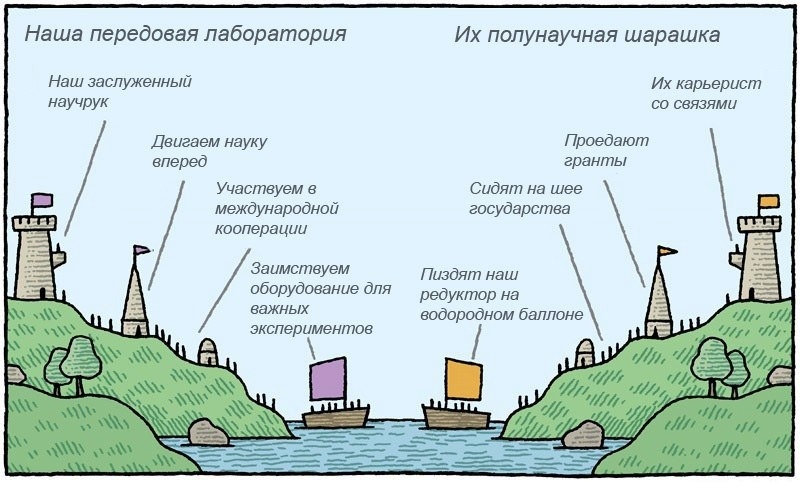 Наша передовая лаборатория
Их полунаучная шарашка
Наш заслуженный
научрук
Двигаем науку
вперед
Участвуем в
международной
кооперации
Заимствуем
оборудование для
важных
экспериментов
Их карьерист
со связями
Проедают
гранты
Сидят на шее
государства
Пиздят наш
редуктор на
водородном баллоне